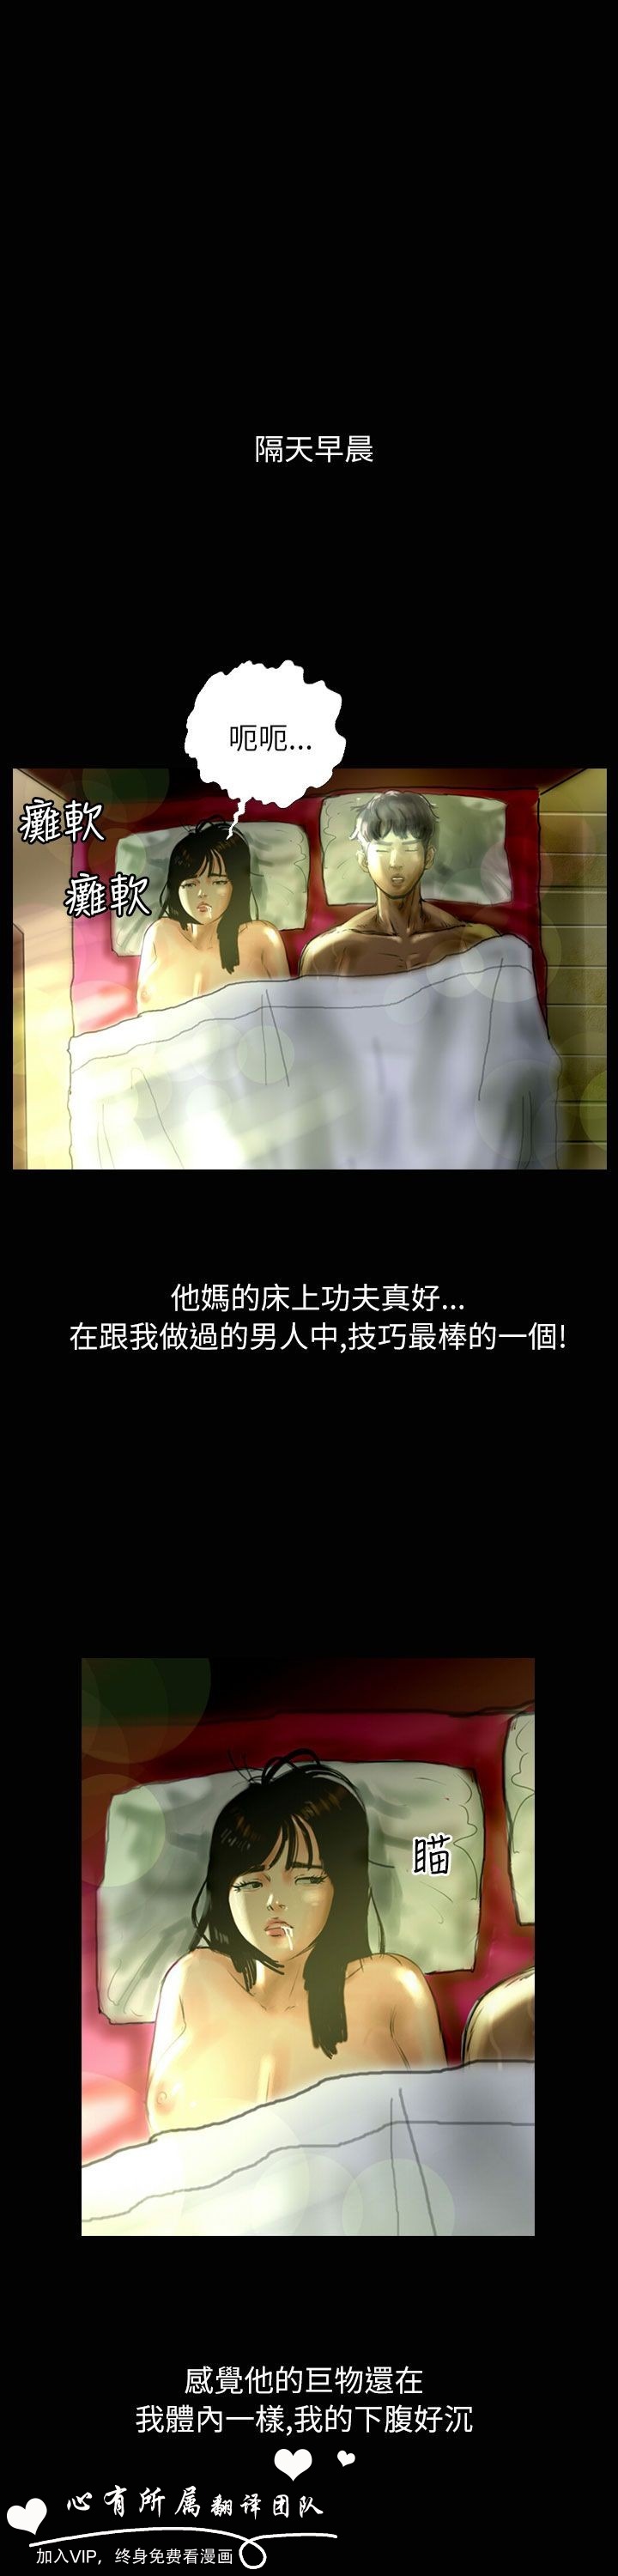 隔天早晨
呃呃...
癱軟
癱軟
他媽的床上功夫真好...
在跟我做過的男人中,技巧最棒的一個!
瞄
感覺他的巨物還在
我體內一樣,我的下腹好沉
心有所属翻译团队
加入VIP，终身免费看漫画